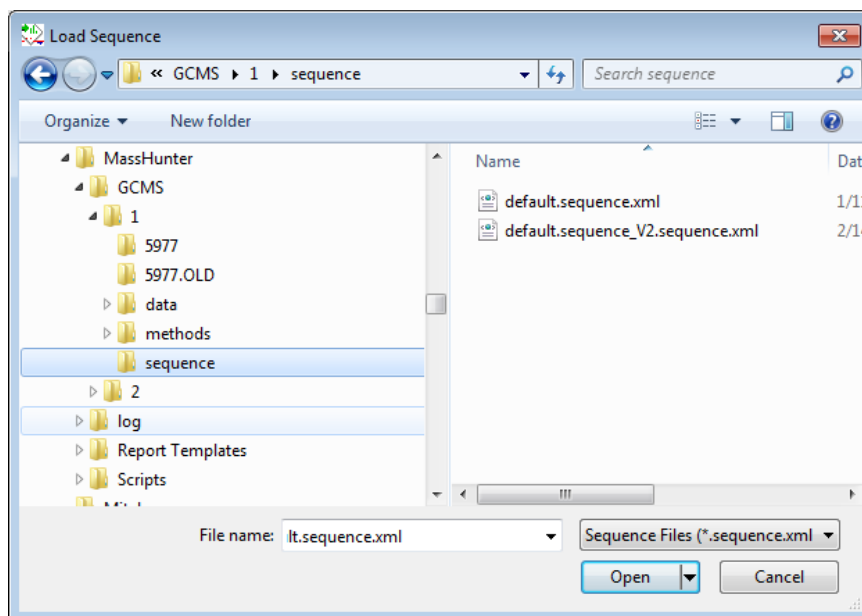 Load Sequence
« GCMS ▸ 1 ▸ sequence
Search sequence
Organize ▾ New folder
MassHunter
GCMS
1
5977
5977.OLD
data
methods
sequence
2
log
Report Templates
Scripts
Name Dat
default.sequence.xml 1/1
default.sequence_V2.sequence.xml 2/1
File name: lt.sequence.xml
Sequence Files (*.sequence.xml
Open Cancel